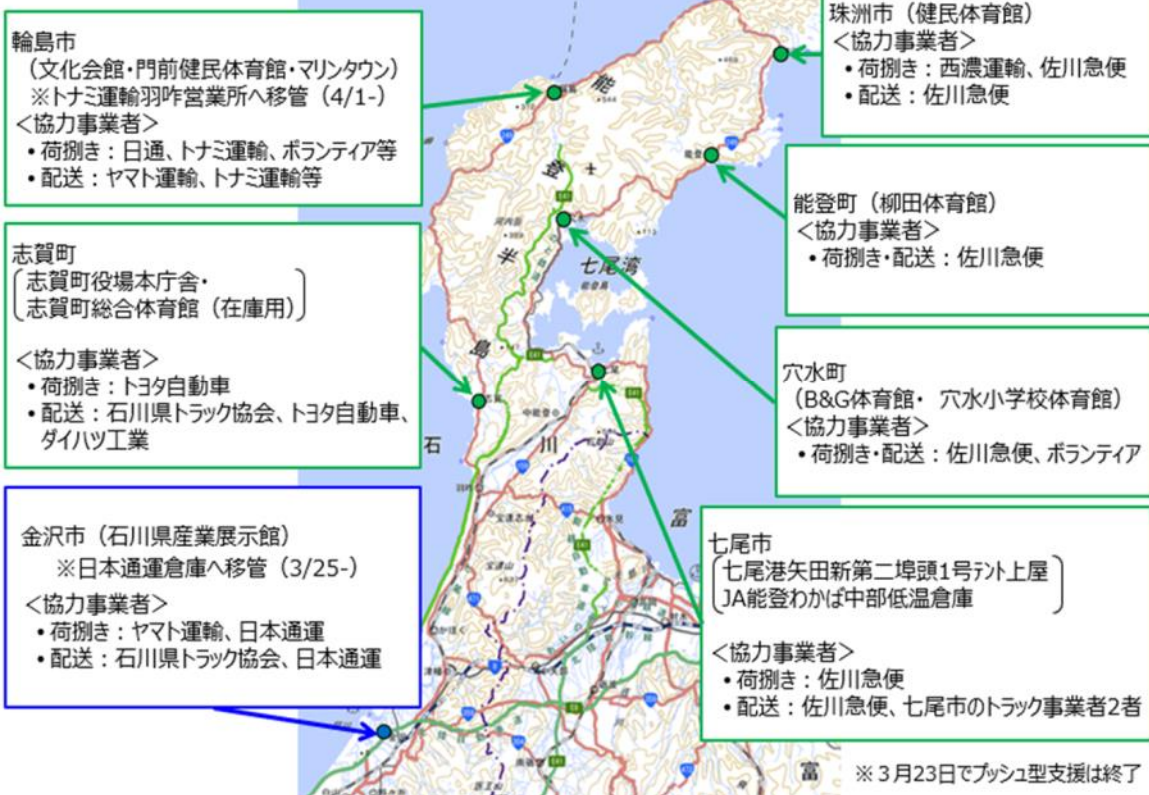 輪島市
（文化会館・門前健民体育館・マリンタウン）
※トナミ運輸羽咋営業所へ移管（4/1-）
＜協力事業者＞
• 荷捌き：日通、トナミ運輸、ボランティア等
• 配送：ヤマト運輸、トナミ運輸等
志賀町
志賀町役場本庁舎・
志賀町総合体育館（在庫用）
＜協力事業者＞
• 荷捌き：トヨタ自動車
• 配送：石川県トラック協会、トヨタ自動車、
ダイハツ工業
金沢市（石川県産業展示館）
※日本通運倉庫へ移管（3/25-）
＜協力事業者＞
• 荷捌き：ヤマト運輸、日本通運
• 配送：石川県トラック協会、日本通運
珠洲市（健民体育館）
＜協力事業者＞
• 荷捌き：西濃運輸、佐川急便
• 配送：佐川急便
能登町（柳田体育館）
＜協力事業者＞
• 荷捌き・配送：佐川急便
穴水町
（B&G体育館・ 穴水小学校体育館）
＜協力事業者＞
• 荷捌き・配送：佐川急便、ボランティア
七尾市
七尾港矢田新第二埠頭1号テント上屋
JA能登わかば中部低温倉庫
＜協力事業者＞
• 荷捌き：佐川急便
• 配送：佐川急便、七尾市のトラック事業者2者
※３月23日でプッシュ型支援は終了
能
登
半
島
七尾湾
能登島
中能登
石
川
宝達山
富
富